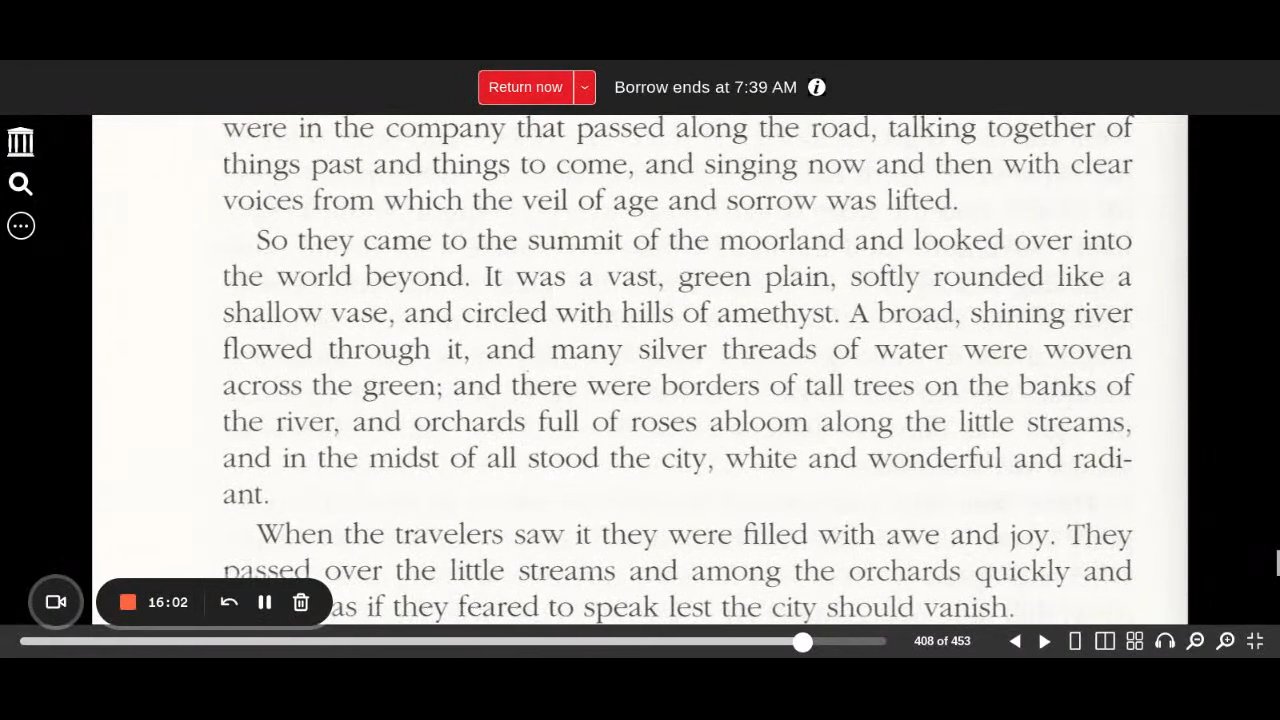 Return now
Borrow ends at 7:39 AM
were in the company that passed along the road, talking together of
things past and things to come, and singing now and then with clear
voices from which the veil of age and sorrow was lifted.
So they came to the summit of the moorland and looked over into
the world beyond. It was a vast, green plain, softly rounded like a
shallow vase, and circled with hills of amethyst. A broad, shining river
flowed through it, and many silver threads of water were woven
across the green; and there were borders of tall trees on the banks of
the river, and orchards full of roses abloom along the little streams,
and in the midst of all stood the city, white and wonderful and radi-
ant.
When the travelers saw it they were filled with awe and joy. They
passed over the little streams and among the orchards quickly and
as if they feared to speak lest the city should vanish.
16:02
408 of 453